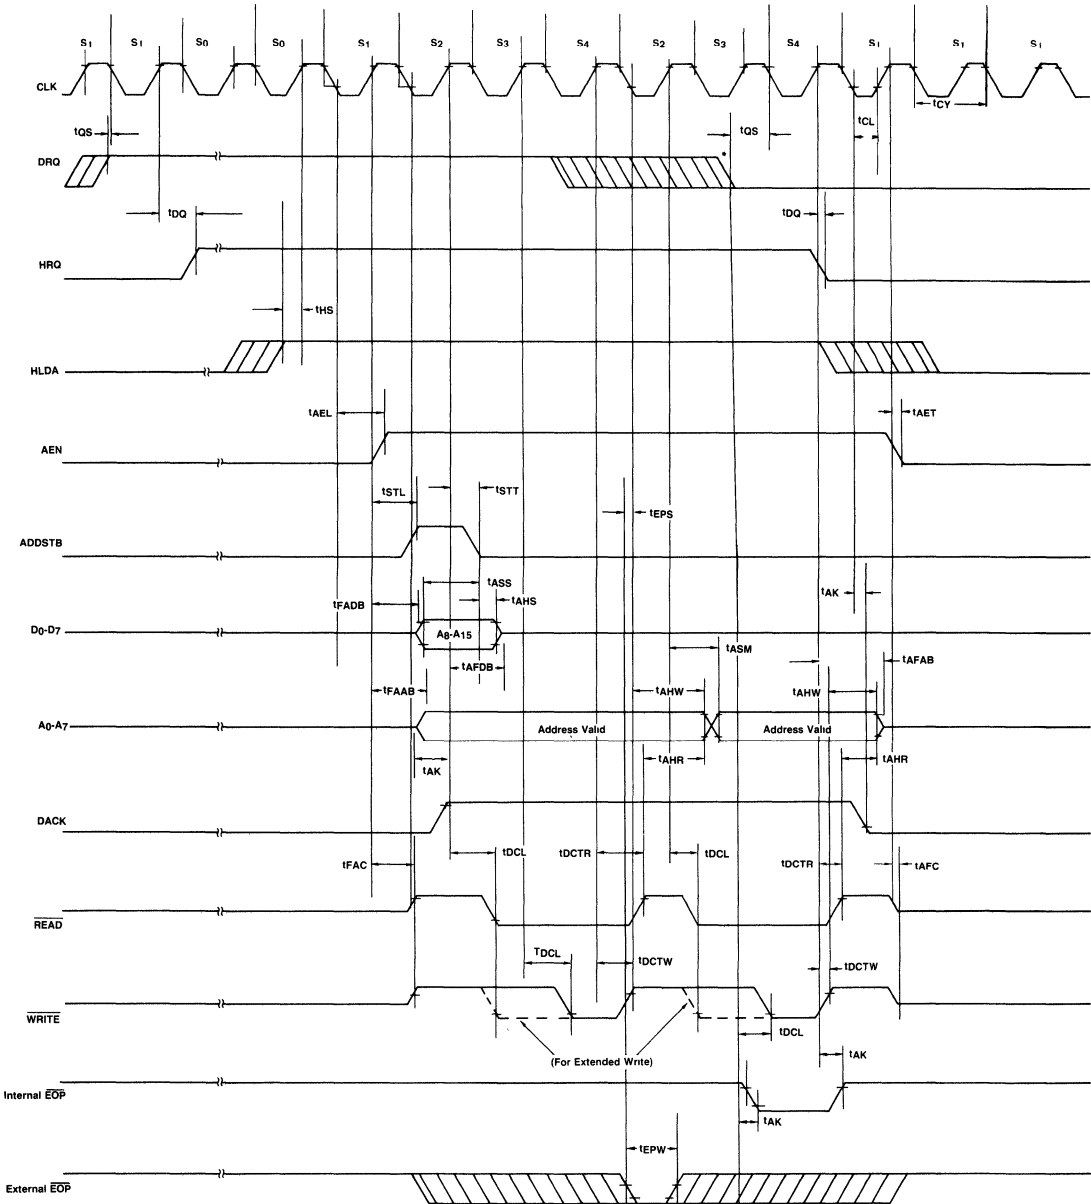 S1 S1 S0 S0 S1 S2 S3 S4 S2 S3 S4 S1 S1 S1
CLK
tCY
tCL
tQS tQS
DRQ *
tDQ tDQ
HRQ
tHS
HLDA
tAEL tAET
AEN
tSTL tSTT
tEPS
ADDSTB
tASS
tFADB tAHS tAK
D0-D7 A8-A15
tASM
tAFDB tAFAB
tFAAB tAHW tAHW
A0-A7 Address Valid Address Valid
tAK tAHR tAHR
DACK
tFAC tDCL tDCTR tDCL tDCTR tAFC
READ
TDCL tDCTW tDCTW
WRITE
tDCL
(For Extended Write)
tAK
Internal EOP
tAK
tEPW
External EOP